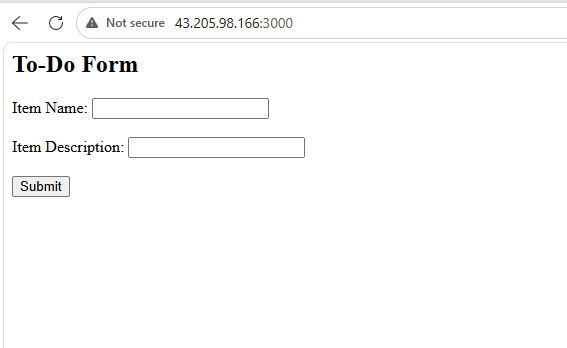 Not secure 43.205.98.166:3000
To-Do Form
Item Name:
Item Description:
Submit